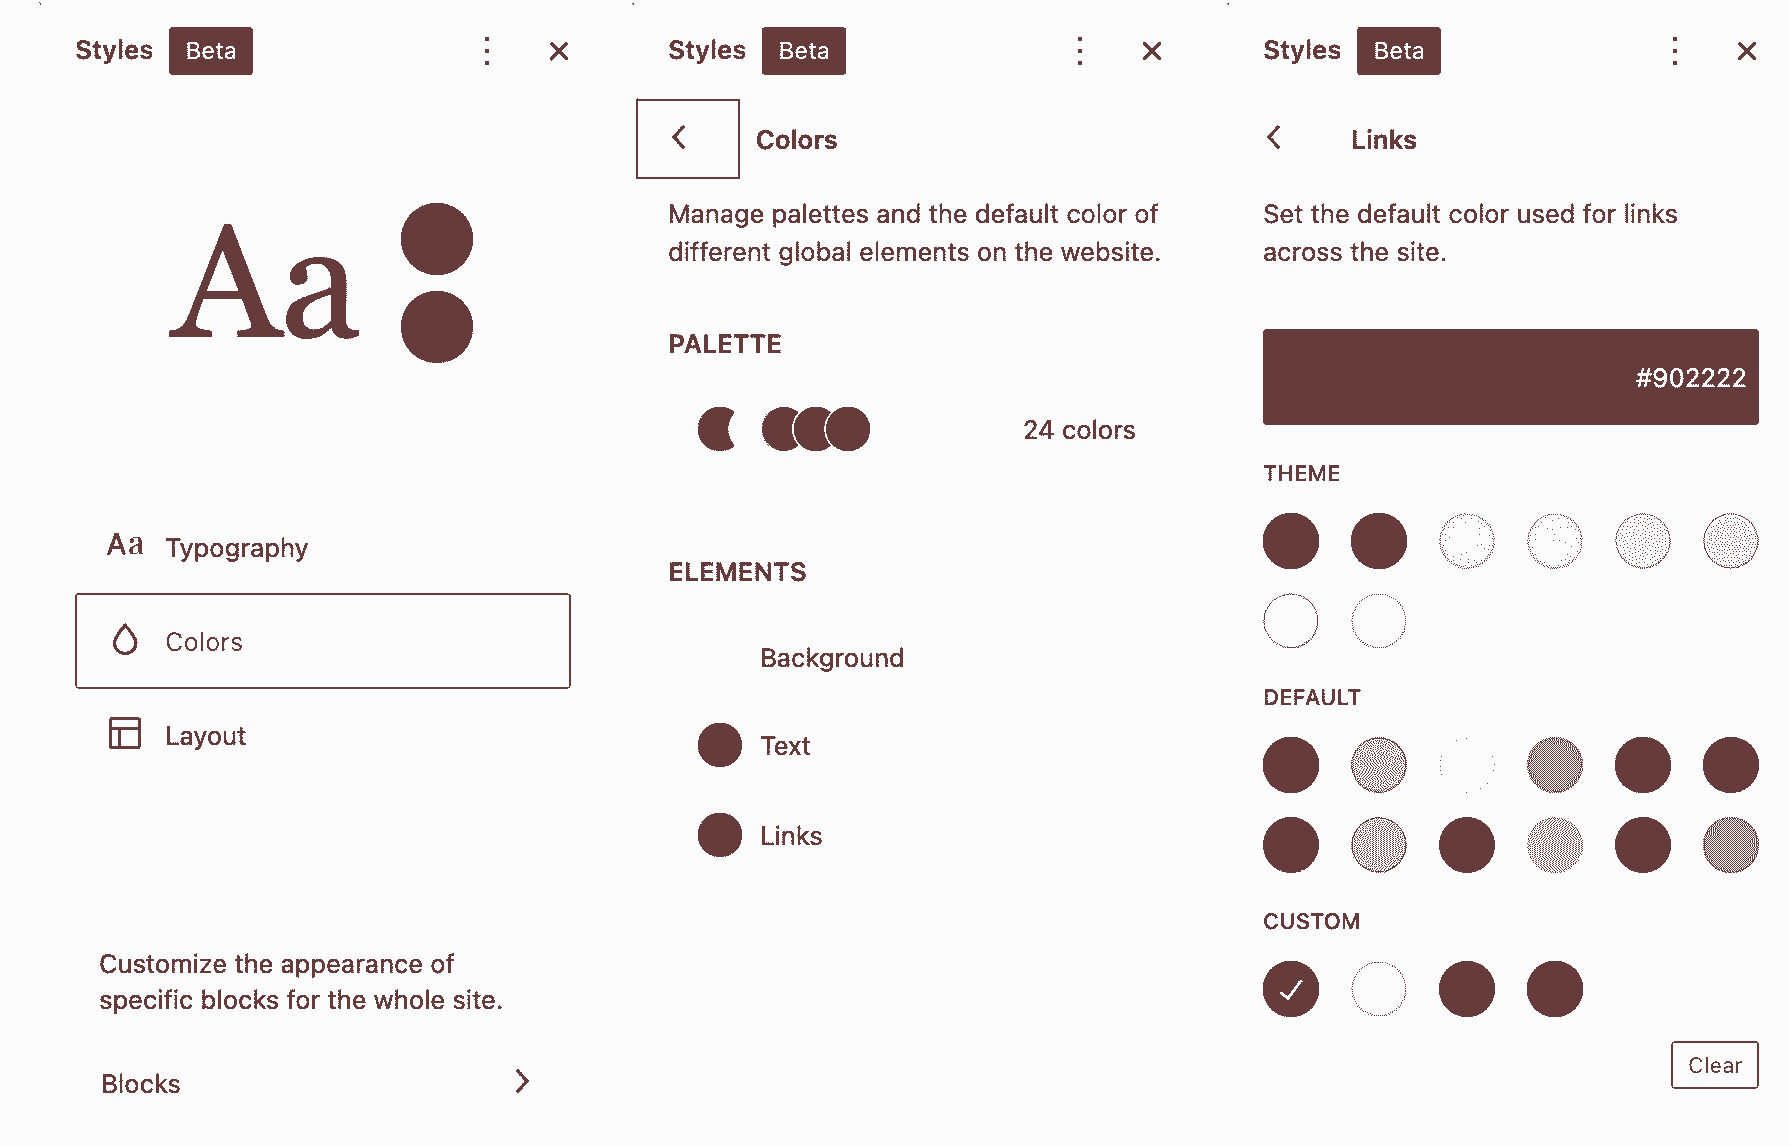 Styles Beta
Aa
Aa Typography
Colors
Layout
Customize the appearance of
specific blocks for the whole site.
Blocks
Styles Beta
Colors
Manage palettes and the default color of
different global elements on the website.
PALETTE
24 colors
ELEMENTS
Background
Text
Links
Styles Beta
Links
Set the default color used for links
across the site.
#902222
THEME
DEFAULT
CUSTOM
Clear